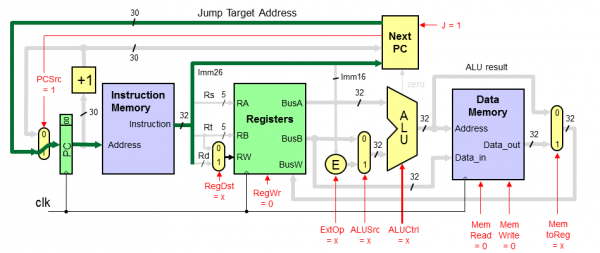 30
Jump Target Address
J = 1
Next
PC
30
PCSrc
= 1
+1
Imm26
Imm16
zero
ALU result
Instruction
Memory
Instruction
Address
32
30
Rs
5
Rt
5
Rd
Registers
RA
RB
RW
BusA
BusB
BusW
32
32
32
32
A
L
U
32
Data
Memory
Address
Data_out
Data_in
32
32
0
1
0
1
PC
00
0
1
E
0
1
clk
RegDst
= x
RegWr
= 0
ExtOp
= x
ALUSrc
= x
ALUCtrl
= x
Mem
Read
= 0
Mem
Write
= 0
Mem
toReg
= x